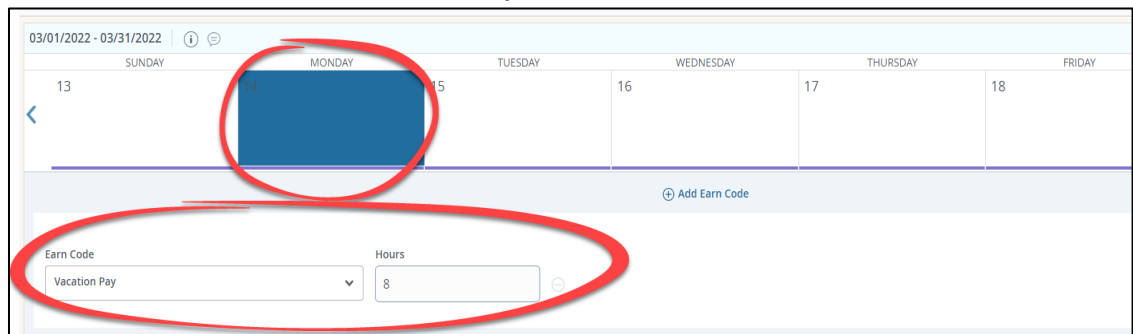 03/01/2022 - 03/31/2022
SUNDAY MONDAY TUESDAY WEDNESDAY THURSDAY FRIDAY
13 14 15 16 17 18
Add Earn Code
Earn Code Hours
Vacation Pay 8